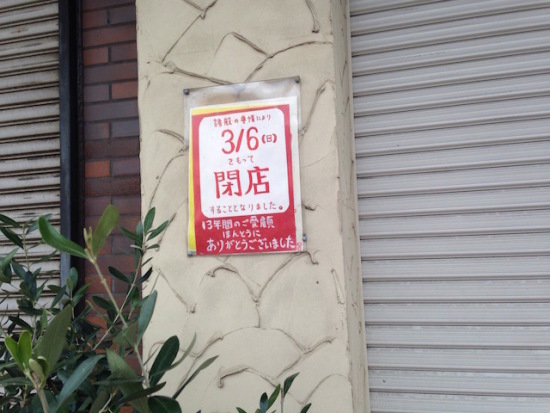 諸般の事情により
3/6(日)
をもって
閉店
することとなりました。
13年間のご愛顧
ほんとうに
ありがとうございました